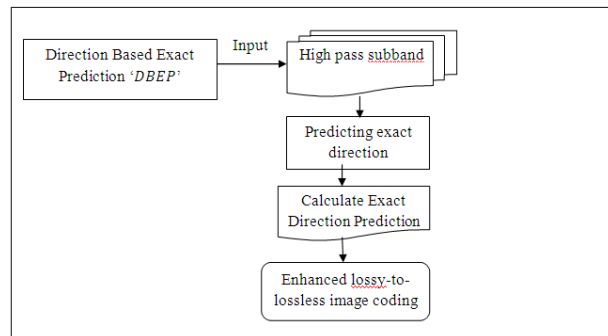 Direction Based Exact
Prediction ‘DBEP’
Input
High pass subband
Predicting exact
direction
Calculate Exact
Direction Prediction
Enhanced lossy-to-
lossless image coding